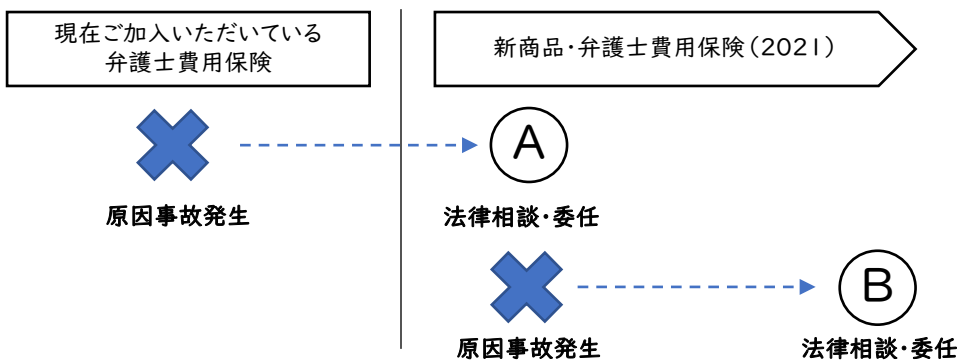 現在ご加入いただいている
弁護士費用保険
新商品・弁護士費用保険(2021)
A
原因事故発生
法律相談・委任
B
原因事故発生
法律相談・委任